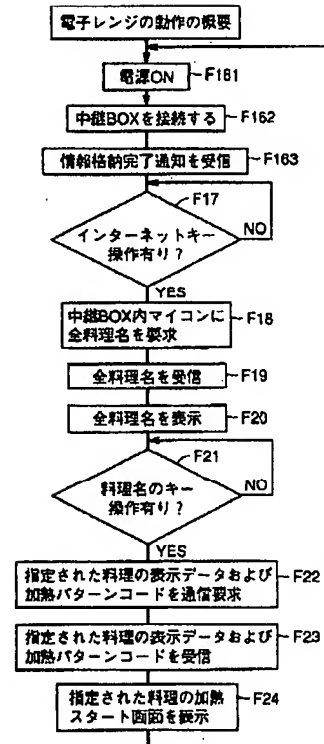 電子レンジの動作の概要
電源ON
F161
中継BOXを接続する
F162
情報格納完了通知を受信
F163
F17
インターネットキー
操作有り?
NO
YES
中継BOX内マイコンに
全料理名を要求
F18
全料理名を受信
F19
全料理名を表示
F20
F21
料理名のキー
操作有り?
NO
YES
指定された料理の表示データおよび
加熱パターンコードを通信要求
F22
指定された料理の表示データおよび
加熱パターンコードを受信
F23
指定された料理の加熱
スタート画面を表示
F24